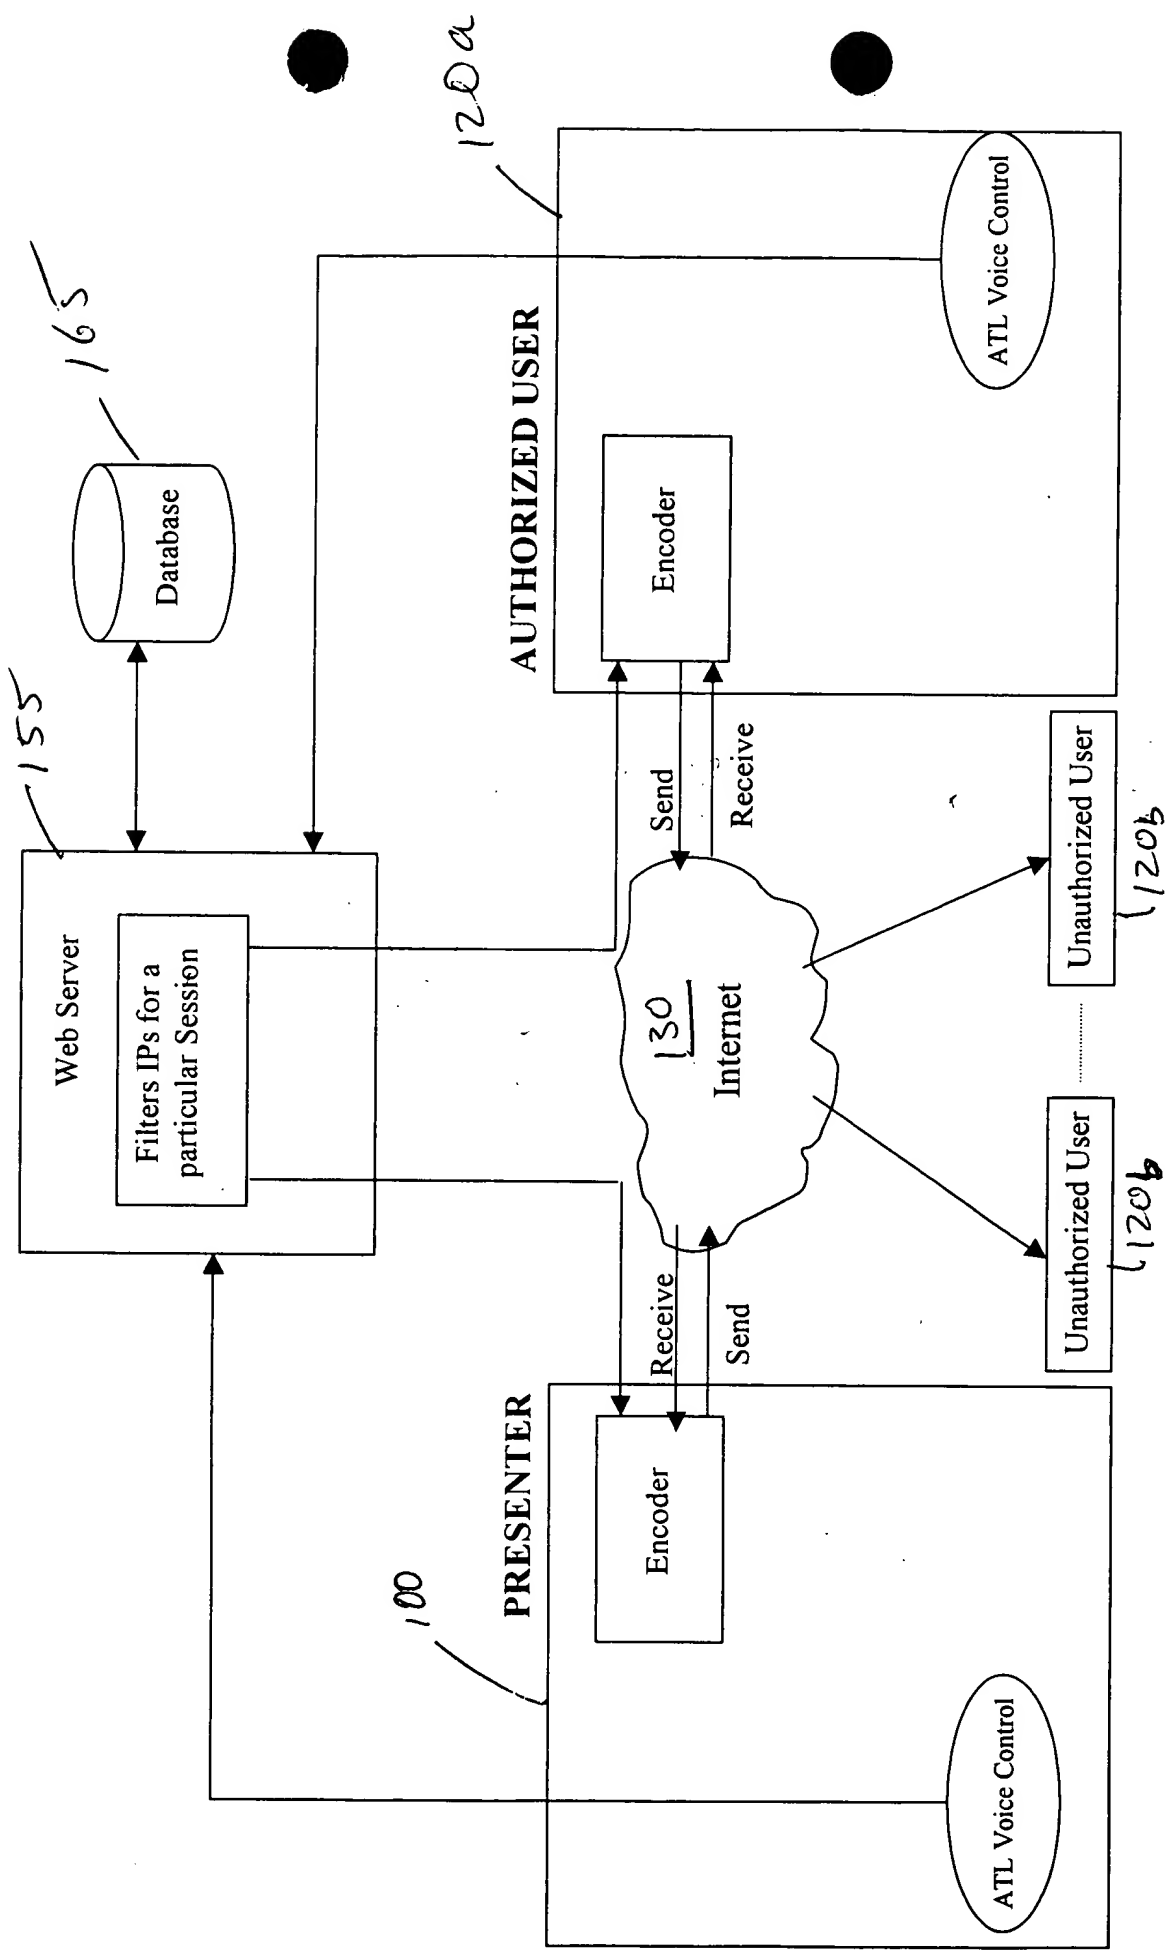 155
Web Server
Filters IPs for a
particular Session
165
Database
120a
100
PRESENTER
AUTHORIZED USER
Encoder
Receive
Send
130
Internet
Send
Receive
Encoder
ATL Voice Control
ATL Voice Control
Unauthorized User
120b
Unauthorized User
120b